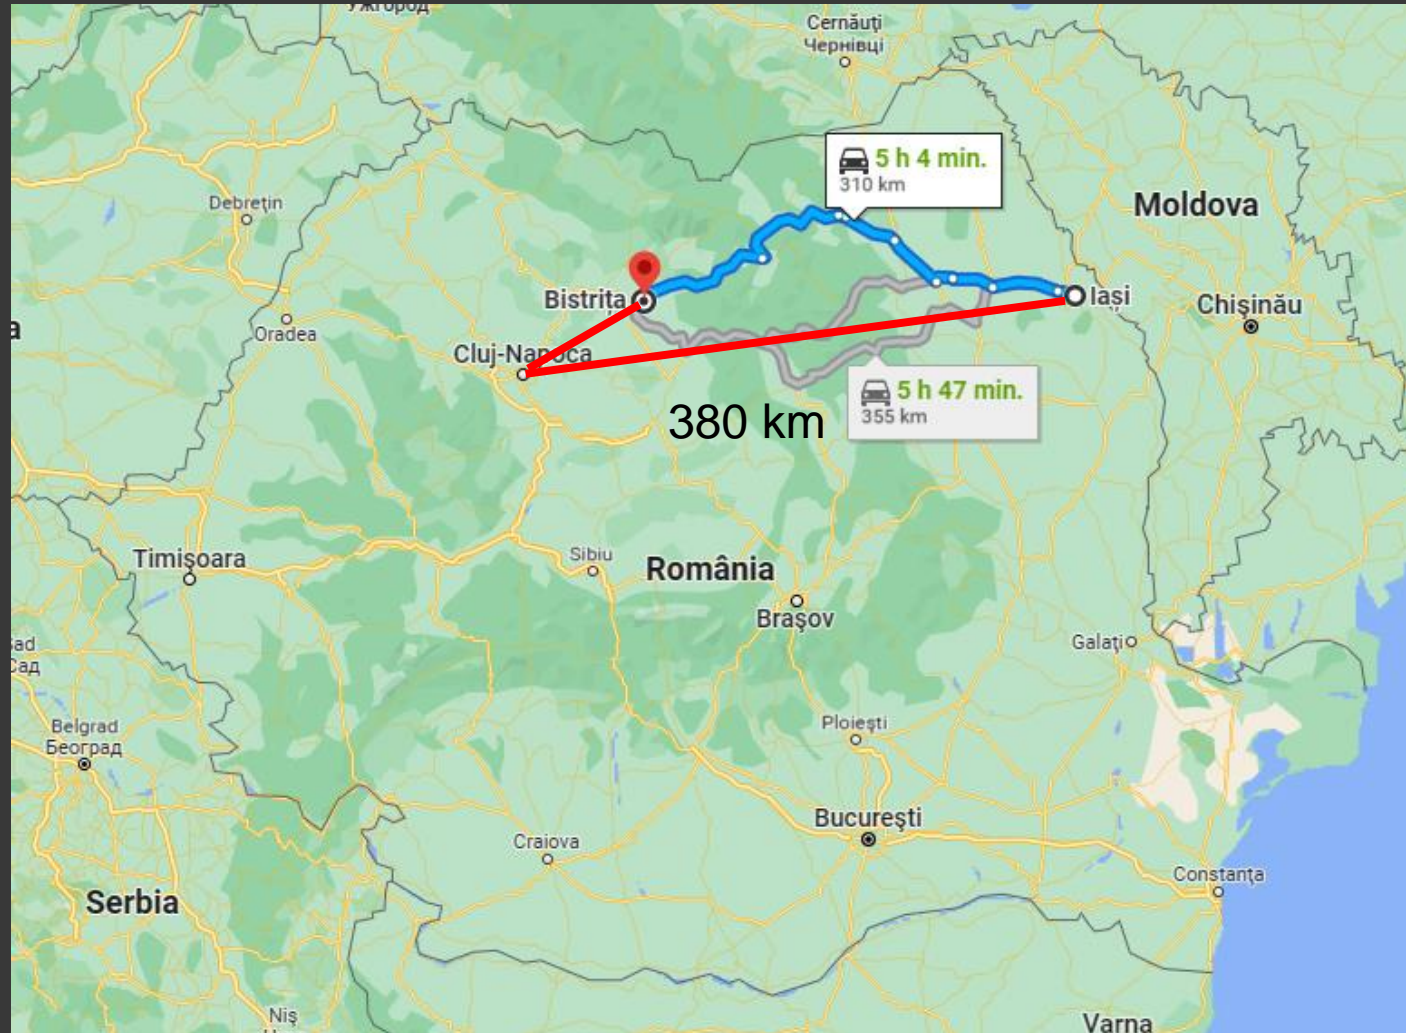 Ужгород
Cernăuți
Чернівці
5 h 4 min.
310 km
Debrețin
Moldova
Bistrița
Iași
Chișinău
Oradea
Cluj-Napoca
380 km
5 h 47 min.
355 km
Timișoara
Sibiu
România
Brașov
Galați
Сад
Belgrad
Београд
Ploiești
București
Craiova
Constanța
Serbia
Niș
Varna